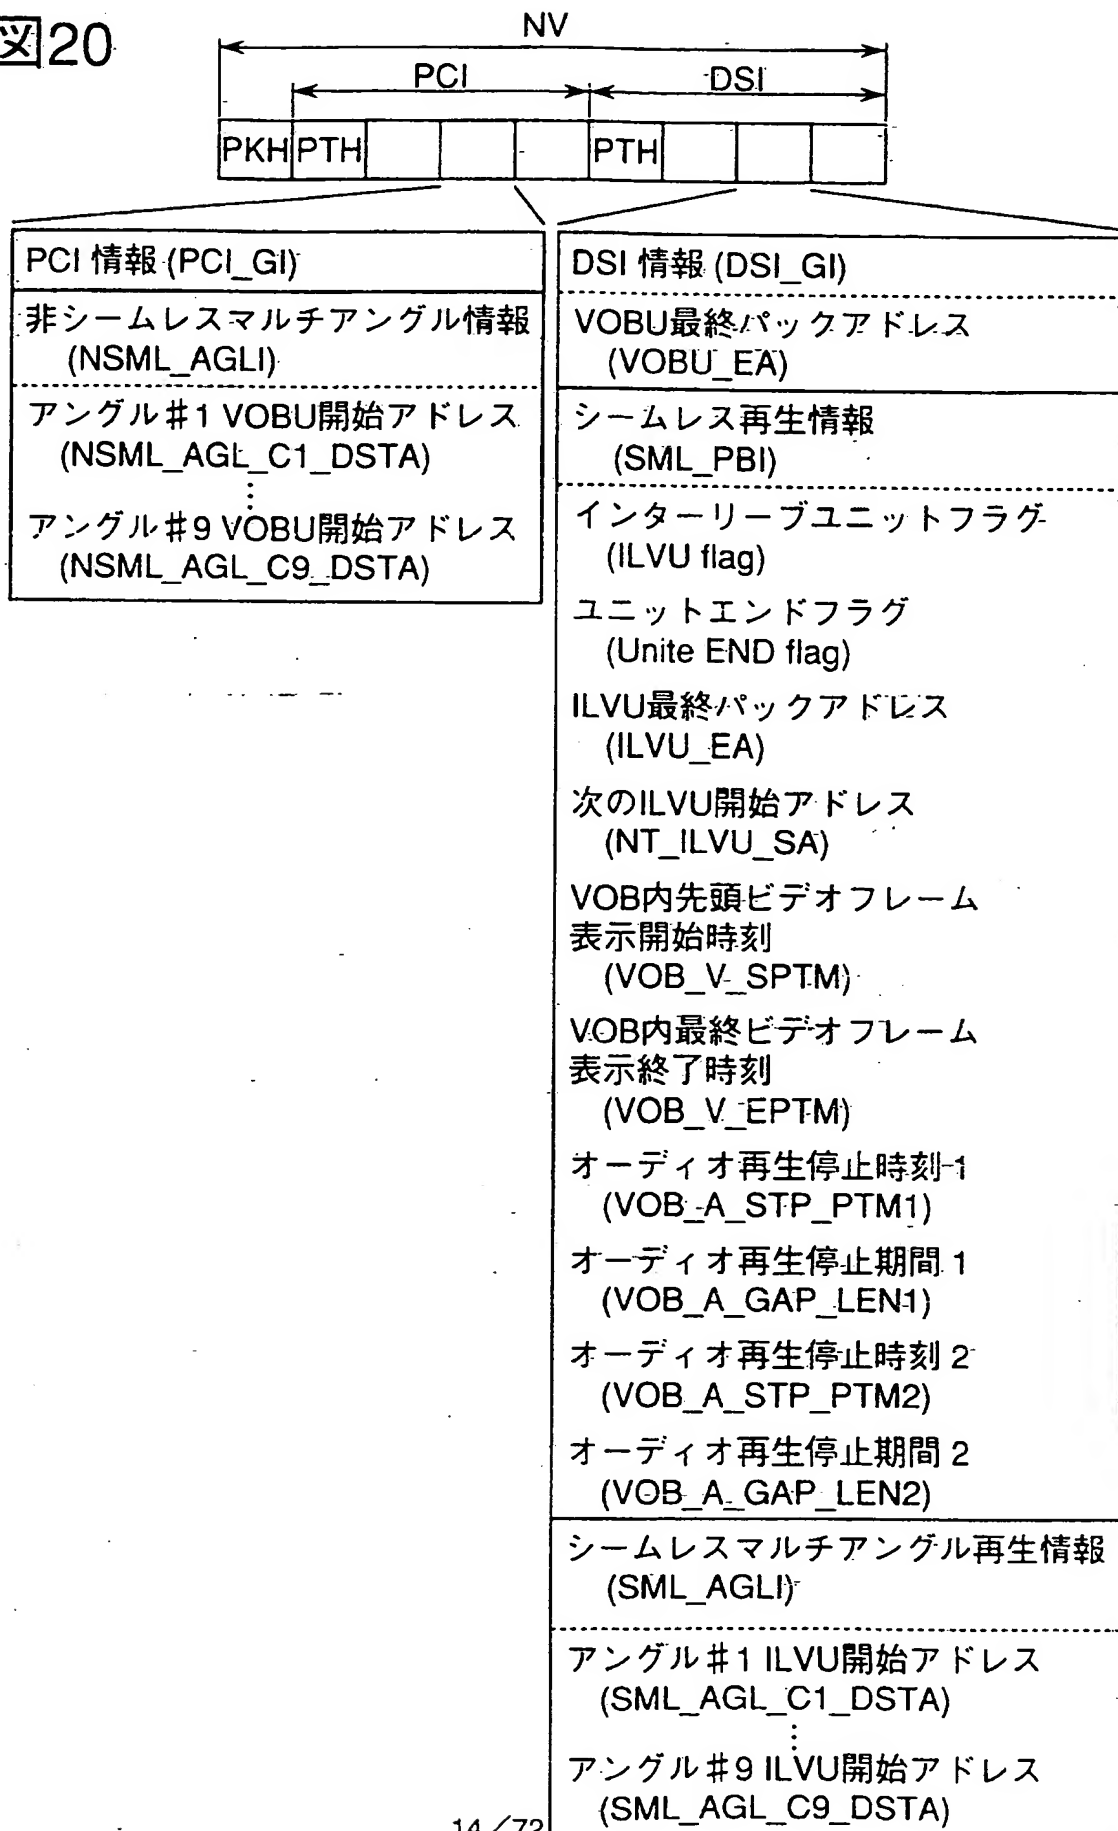 図20
NV
PCI
DSI
PKH PTH PTH
PCI 情報 (PCI_GI)
非シームレスマルチアングル情報
(NSML_AGLI)
アングル#1 VOBU開始アドレス
(NSML_AGL_C1_DSTA)
⋮
アングル#9 VOBU開始アドレス
(NSML_AGL_C9_DSTA)
DSI 情報 (DSI_GI)
VOBU最終パックアドレス
(VOBU_EA)
シームレス再生情報
(SML_PBI)
インターリーブユニットフラグ
(ILVU flag)
ユニットエンドフラグ
(Unite END flag)
ILVU最終パックアドレス
(ILVU_EA)
次のILVU開始アドレス
(NT_ILVU_SA)
VOB内先頭ビデオフレーム
表示開始時刻
(VOB_V_SPTM)
VOB内最終ビデオフレーム
表示終了時刻
(VOB_V_EPTM)
オーディオ再生停止時刻 1
(VOB_A_STP_PTM1)
オーディオ再生停止期間 1
(VOB_A_GAP_LEN1)
オーディオ再生停止時刻 2
(VOB_A_STP_PTM2)
オーディオ再生停止期間 2
(VOB_A_GAP_LEN2)
シームレスマルチアングル再生情報
(SML_AGLI)
アングル#1 ILVU開始アドレス
(SML_AGL_C1_DSTA)
⋮
アングル#9 ILVU開始アドレス
(SML_AGL_C9_DSTA)
14/72